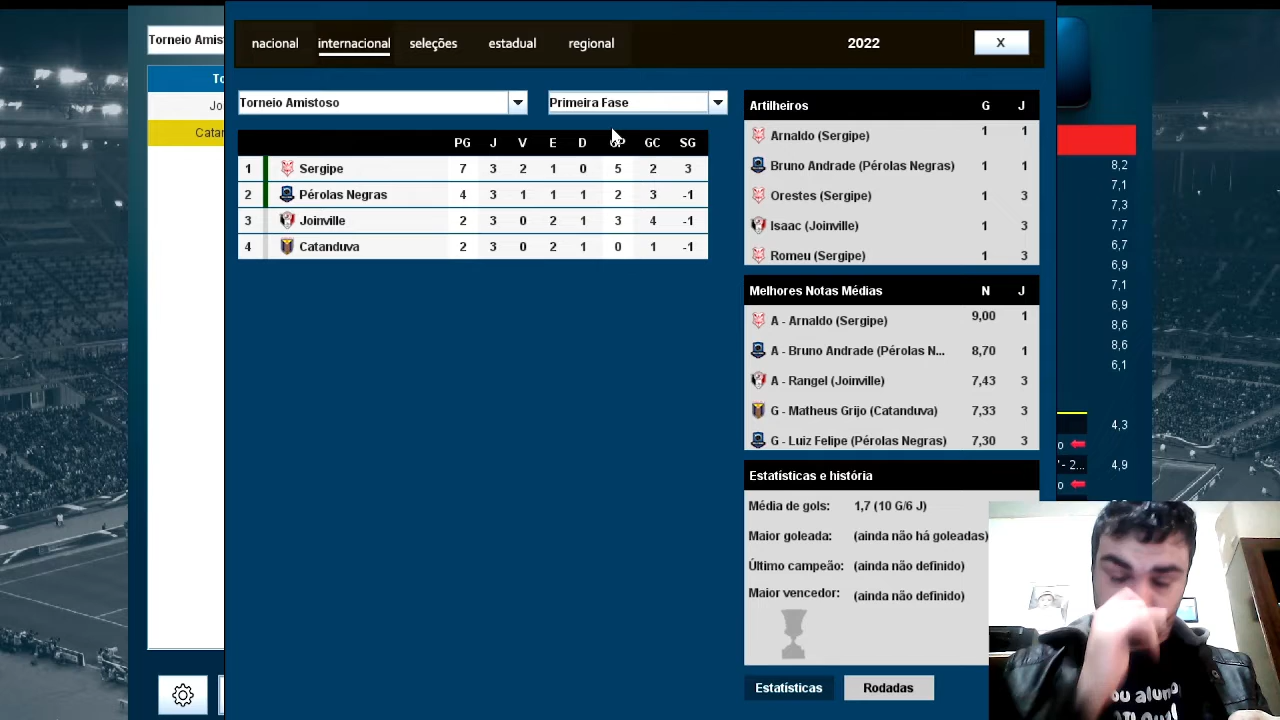 Torneio Amis
To
Jo
Catan
nacional internacional seleções estadual regional 2022 X
Torneio Amistoso Primeira Fase
PG J V E D GP GC SG
1 Sergipe 7 3 2 1 0 5 2 3
2 Pérolas Negras 4 3 1 1 1 2 3 -1
3 Joinville 2 3 0 2 1 3 4 -1
4 Catanduva 2 3 0 2 1 0 1 -1
Artilheiros G J
Arnaldo (Sergipe) 1 1
Bruno Andrade (Pérolas Negras) 1 1
Orestes (Sergipe) 1 3
Isaac (Joinville) 1 3
Romeu (Sergipe) 1 3
Melhores Notas Médias N J
A - Arnaldo (Sergipe) 9,00 1
A - Bruno Andrade (Pérolas N... 8,70 1
A - Rangel (Joinville) 7,43 3
G - Matheus Grijo (Catanduva) 7,33 3
G - Luiz Felipe (Pérolas Negras) 7,30 3
Estatísticas e história
Média de gols: 1,7 (10 G/6 J)
Maior goleada: (ainda não há goleadas)
Último campeão: (ainda não definido)
Maior vencedor: (ainda não definido)
Estatísticas Rodadas
8,2
7,1
7,3
7,7
6,7
6,9
7,1
6,9
8,6
8,6
6,1
4,3
o
' - 2... 4,9
o
ou aluno